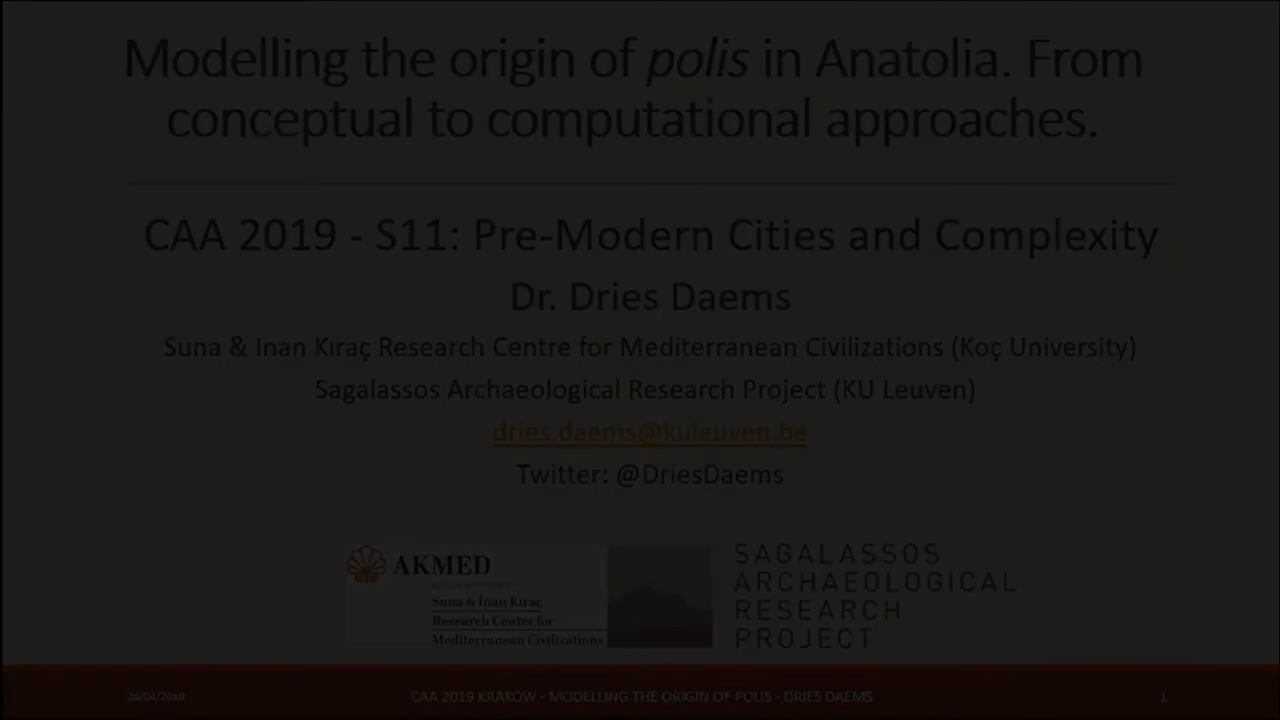 Modelling the origin of polis in Anatolia. From
conceptual to computational approaches.
CAA 2019 - S11: Pre-Modern Cities and Complexity
Dr. Dries Daems
Suna & Inan Kıraç Research Centre for Mediterranean Civilizations (Koç University)
Sagalassos Archaeological Research Project (KU Leuven)
dries.daems@kuleuven.be
Twitter: @DriesDaems
AKMED
Suna & İnan Kıraç
Research Center for
Mediterranean Civilizations
SAGALASSOS
ARCHAEOLOGICAL
RESEARCH
PROJECT
CAA 2019 KRAKOW - MODELLING THE ORIGIN OF POLIS - DRIES DAEMS
1